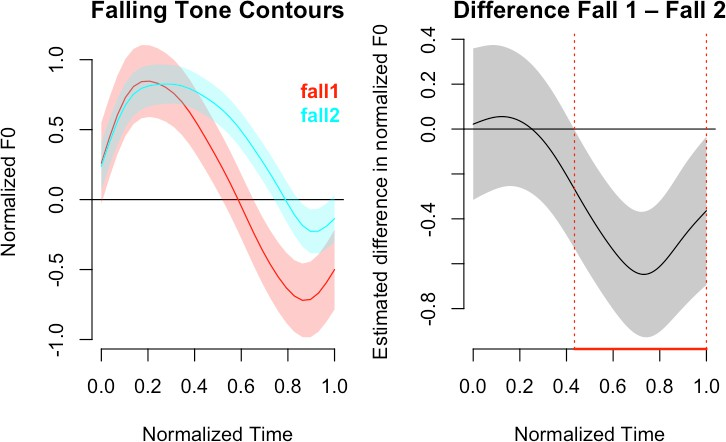 Falling Tone Contours
Normalized F0
1.0
0.5
0.0
-0.5
-1.0
fall1
fall2
0.0 0.2 0.4 0.6 0.8 1.0
Normalized Time
Difference Fall 1 – Fall 2
Estimated difference in normalized F0
0.4
0.2
0.0
-0.4
-0.8
0.0 0.2 0.4 0.6 0.8 1.0
Normalized Time